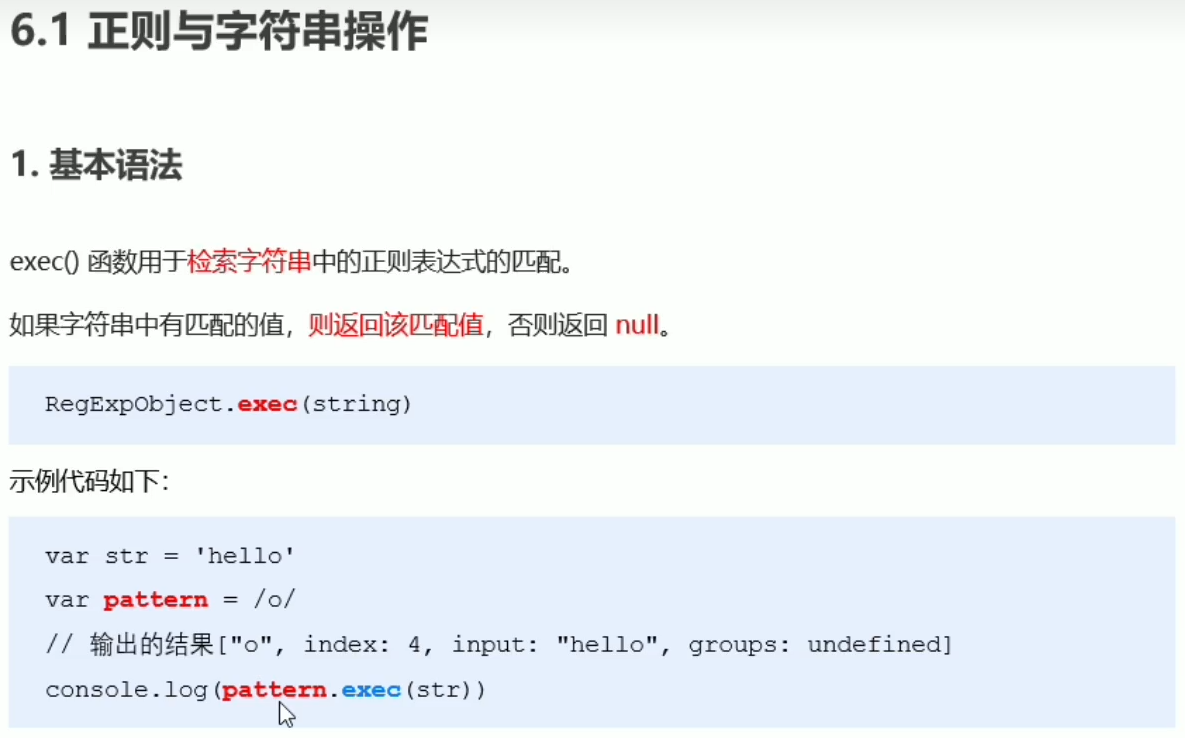 6.1 正则与字符串操作
1. 基本语法
exec() 函数用于检索字符串中的正则表达式的匹配。
如果字符串中有匹配的值，则返回该匹配值，否则返回 null。
RegExpObject.exec(string)
示例代码如下：
var str = 'hello'
var pattern = /o/
// 输出的结果["o", index: 4, input: "hello", groups: undefined]
console.log(pattern.exec(str))